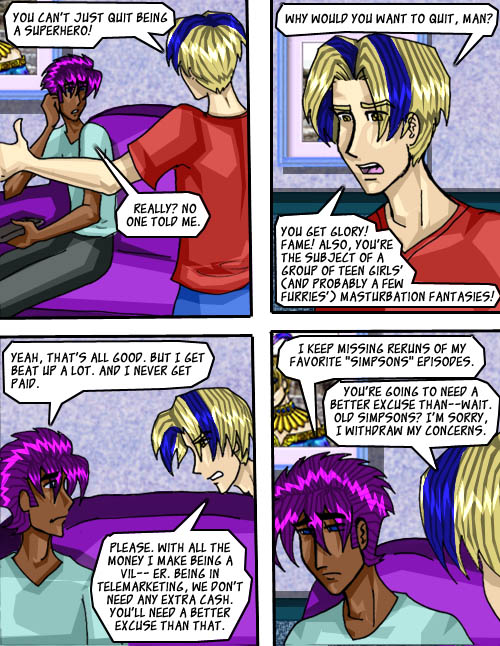 YOU CAN'T JUST QUIT BEING
A SUPERHERO!
REALLY? NO
ONE TOLD ME.
WHY WOULD YOU WANT TO QUIT, MAN?
YOU GET GLORY!
FAME! ALSO, YOU'RE
THE SUBJECT OF A
GROUP OF TEEN GIRLS'
(AND PROBABLY A FEW
FURRIES') MASTURBATION FANTASIES!
YEAH, THAT'S ALL GOOD. BUT I GET
BEAT UP A LOT. AND I NEVER GET
PAID.
PLEASE. WITH ALL THE
MONEY I MAKE BEING A
VIL-- ER. BEING IN
TELEMARKETING, WE DON'T
NEED ANY EXTRA CASH.
YOU'LL NEED A BETTER
EXCUSE THAN THAT.
I KEEP MISSING RERUNS OF MY
FAVORITE "SIMPSONS" EPISODES.
YOU'RE GOING TO NEED A
BETTER EXCUSE THAN--WAIT.
OLD SIMPSONS? I'M SORRY,
I WITHDRAW MY CONCERNS.